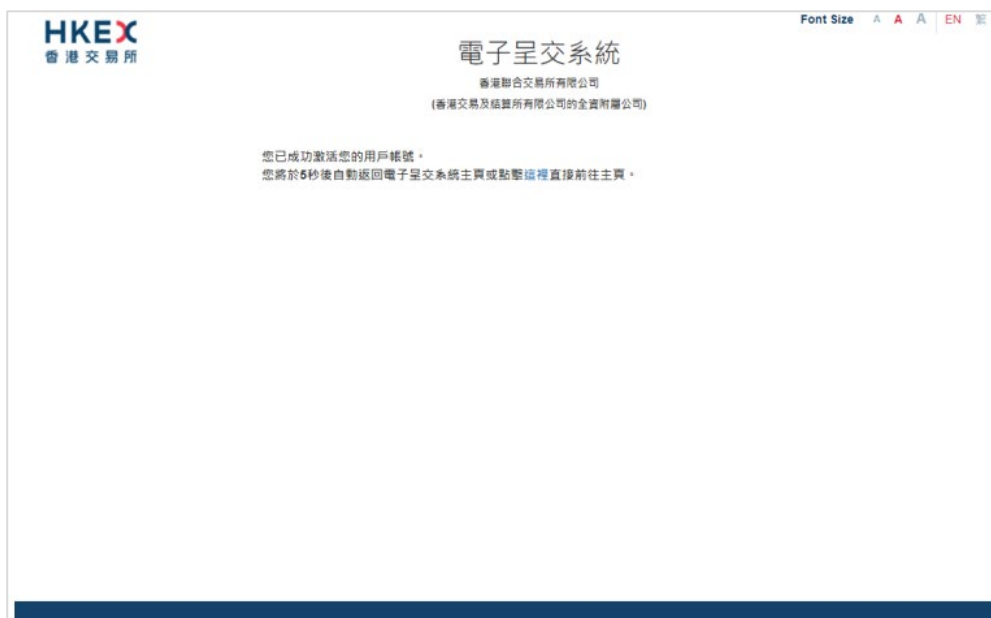 HKEX
香港交易所
Font Size A A A EN 繁
電子呈交系統
香港聯合交易所有限公司
(香港交易及結算所有限公司的全資附屬公司)
您已成功激活您的用戶帳號。
您將於5秒後自動返回電子呈交系統主頁或點擊這裡直接前往主頁。